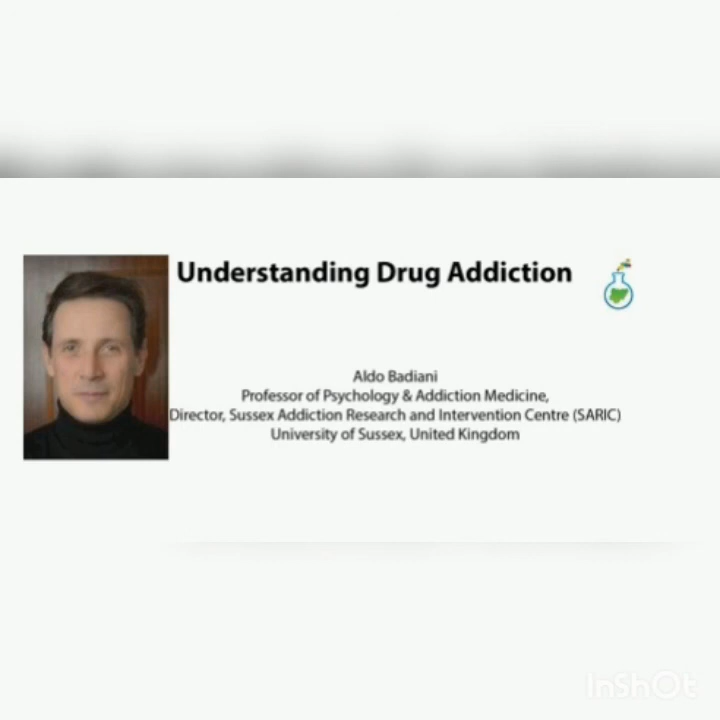 Understanding Drug Addiction
Aldo Badiani
Professor of Psychology & Addiction Medicine,
Director, Sussex Addiction Research and Intervention Centre (SARIC)
University of Sussex, United Kingdom
InShOt